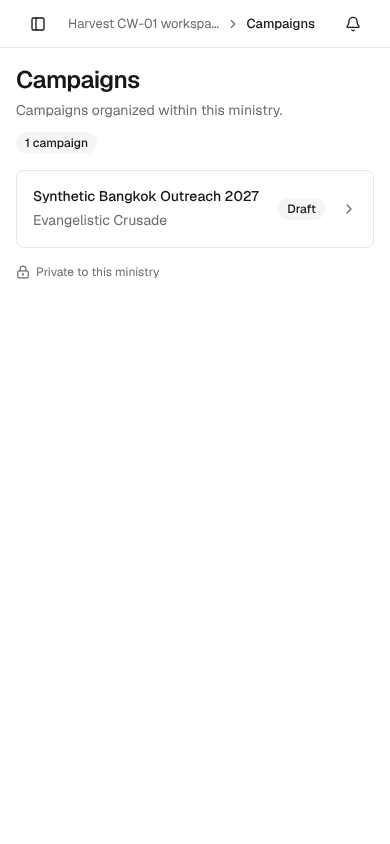 Harvest CW-01 workspa… > Campaigns
Campaigns
Campaigns organized within this ministry.
1 campaign
Synthetic Bangkok Outreach 2027
Evangelistic Crusade
Draft
Private to this ministry